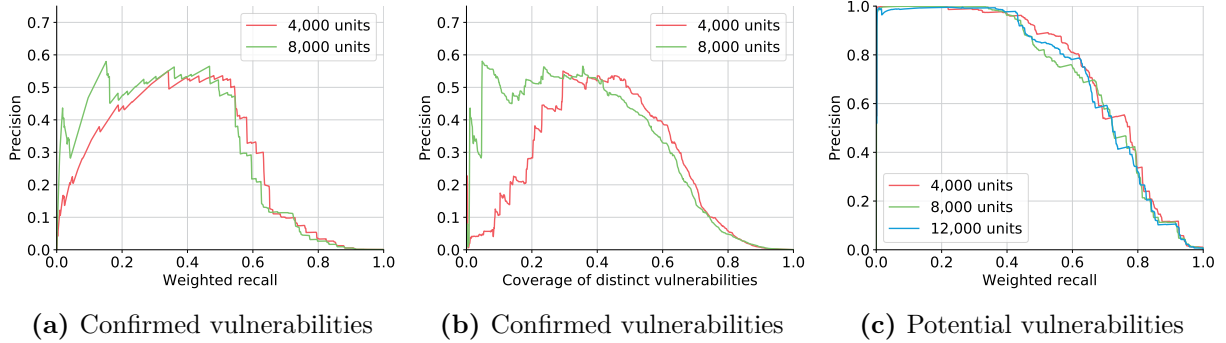 0.7
0.6
0.5
0.4
0.3
0.2
0.1
0.0
Precision
0.0 0.2 0.4 0.6 0.8 1.0
Weighted recall
4,000 units
8,000 units
(a) Confirmed vulnerabilities
0.7
0.6
0.5
0.4
0.3
0.2
0.1
0.0
Precision
0.0 0.2 0.4 0.6 0.8 1.0
Coverage of distinct vulnerabilities
4,000 units
8,000 units
(b) Confirmed vulnerabilities
1.0
0.8
0.6
0.4
0.2
0.0
Precision
0.0 0.2 0.4 0.6 0.8 1.0
Weighted recall
4,000 units
8,000 units
12,000 units
(c) Potential vulnerabilities